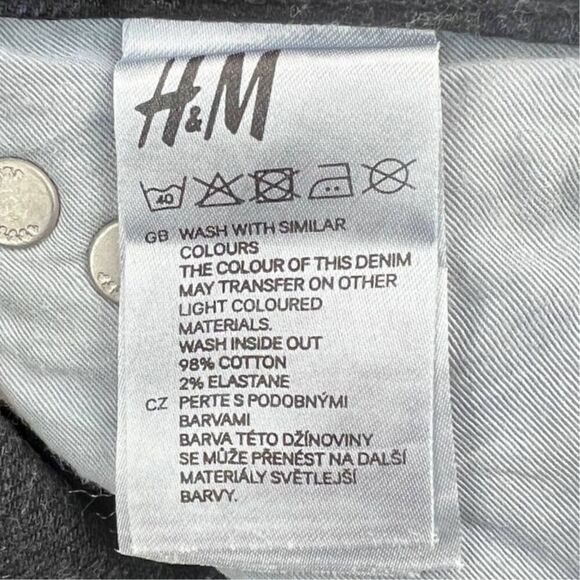 H&M
40
GB WASH WITH SIMILAR
COLOURS
THE COLOUR OF THIS DENIM
MAY TRANSFER ON OTHER
LIGHT COLOURED
MATERIALS.
WASH INSIDE OUT
98% COTTON
2% ELASTANE
CZ PERTE S PODOBNÝMI
BARVAMI
BARVA TÉTO DŽÍNOVINY
SE MŮŽE PŘENÉST NA DALŠÍ
MATERIÁLY SVĚTLEJŠÍ
BARVY.